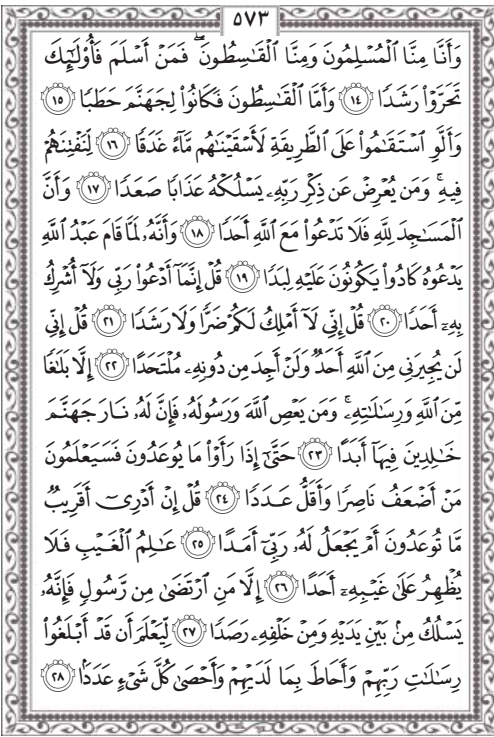 ٥٧٣
وَأَنَّا مِنَّا ٱلْمُسْلِمُونَ وَمِنَّا ٱلْقَٰسِطُونَۖ فَمَنْ أَسْلَمَ فَأُو۟لَٰٓئِكَ
تَحَرَّوْا۟ رَشَدًا ١٤ وَأَمَّا ٱلْقَٰسِطُونَ فَكَانُوا۟ لِجَهَنَّمَ حَطَبًا ١٥
وَأَلَّوِ ٱسْتَقَٰمُوا۟ عَلَى ٱلطَّرِيقَةِ لَأَسْقَيْنَٰهُم مَّآءً غَدَقًا ١٦ لِّنَفْتِنَهُمْ
فِيهِۚ وَمَن يُعْرِضْ عَن ذِكْرِ رَبِّهِۦ يَسْلُكْهُ عَذَابًا صَعَدًا ١٧ وَأَنَّ
ٱلْمَسَٰجِدَ لِلَّهِ فَلَا تَدْعُوا۟ مَعَ ٱللَّهِ أَحَدًا ١٨ وَأَنَّهُۥ لَمَّا قَامَ عَبْدُ ٱللَّهِ
يَدْعُوهُ كَادُوا۟ يَكُونُونَ عَلَيْهِ لِبَدًا ١٩ قُلْ إِنَّمَآ أَدْعُوا۟ رَبِّى وَلَآ أُشْرِكُ
بِهِۦٓ أَحَدًا ٢٠ قُلْ إِنِّى لَآ أَمْلِكُ لَكُمْ ضَرًّا وَلَا رَشَدًا ٢١ قُلْ إِنِّى
لَن يُجِيرَنِى مِنَ ٱللَّهِ أَحَدٌ وَلَنْ أَجِدَ مِن دُونِهِۦ مُلْتَحَدًا ٢٢ إِلَّا بَلَٰغًا
مِّنَ ٱللَّهِ وَرِسَٰلَٰتِهِۦۚ وَمَن يَعْصِ ٱللَّهَ وَرَسُولَهُۥ فَإِنَّ لَهُۥ نَارَ جَهَنَّمَ
خَٰلِدِينَ فِيهَآ أَبَدًا ٢٣ حَتَّىٰٓ إِذَا رَأَوْا۟ مَا يُوعَدُونَ فَسَيَعْلَمُونَ
مَنْ أَضْعَفُ نَاصِرًا وَأَقَلُّ عَدَدًا ٢٤ قُلْ إِنْ أَدْرِىٓ أَقَرِيبٌ
مَّا تُوعَدُونَ أَمْ يَجْعَلُ لَهُۥ رَبِّىٓ أَمَدًا ٢٥ عَٰلِمُ ٱلْغَيْبِ فَلَا
يُظْهِرُ عَلَىٰ غَيْبِهِۦٓ أَحَدًا ٢٦ إِلَّا مَنِ ٱرْتَضَىٰ مِن رَّسُولٍ فَإِنَّهُۥ
يَسْلُكُ مِنۢ بَيْنِ يَدَيْهِ وَمِنْ خَلْفِهِۦ رَصَدًا ٢٧ لِّيَعْلَمَ أَن قَدْ أَبْلَغُوا۟
رِسَٰلَٰتِ رَبِّهِمْ وَأَحَاطَ بِمَا لَدَيْهِمْ وَأَحْصَىٰ كُلَّ شَىْءٍ عَدَدًۢا ٢٨